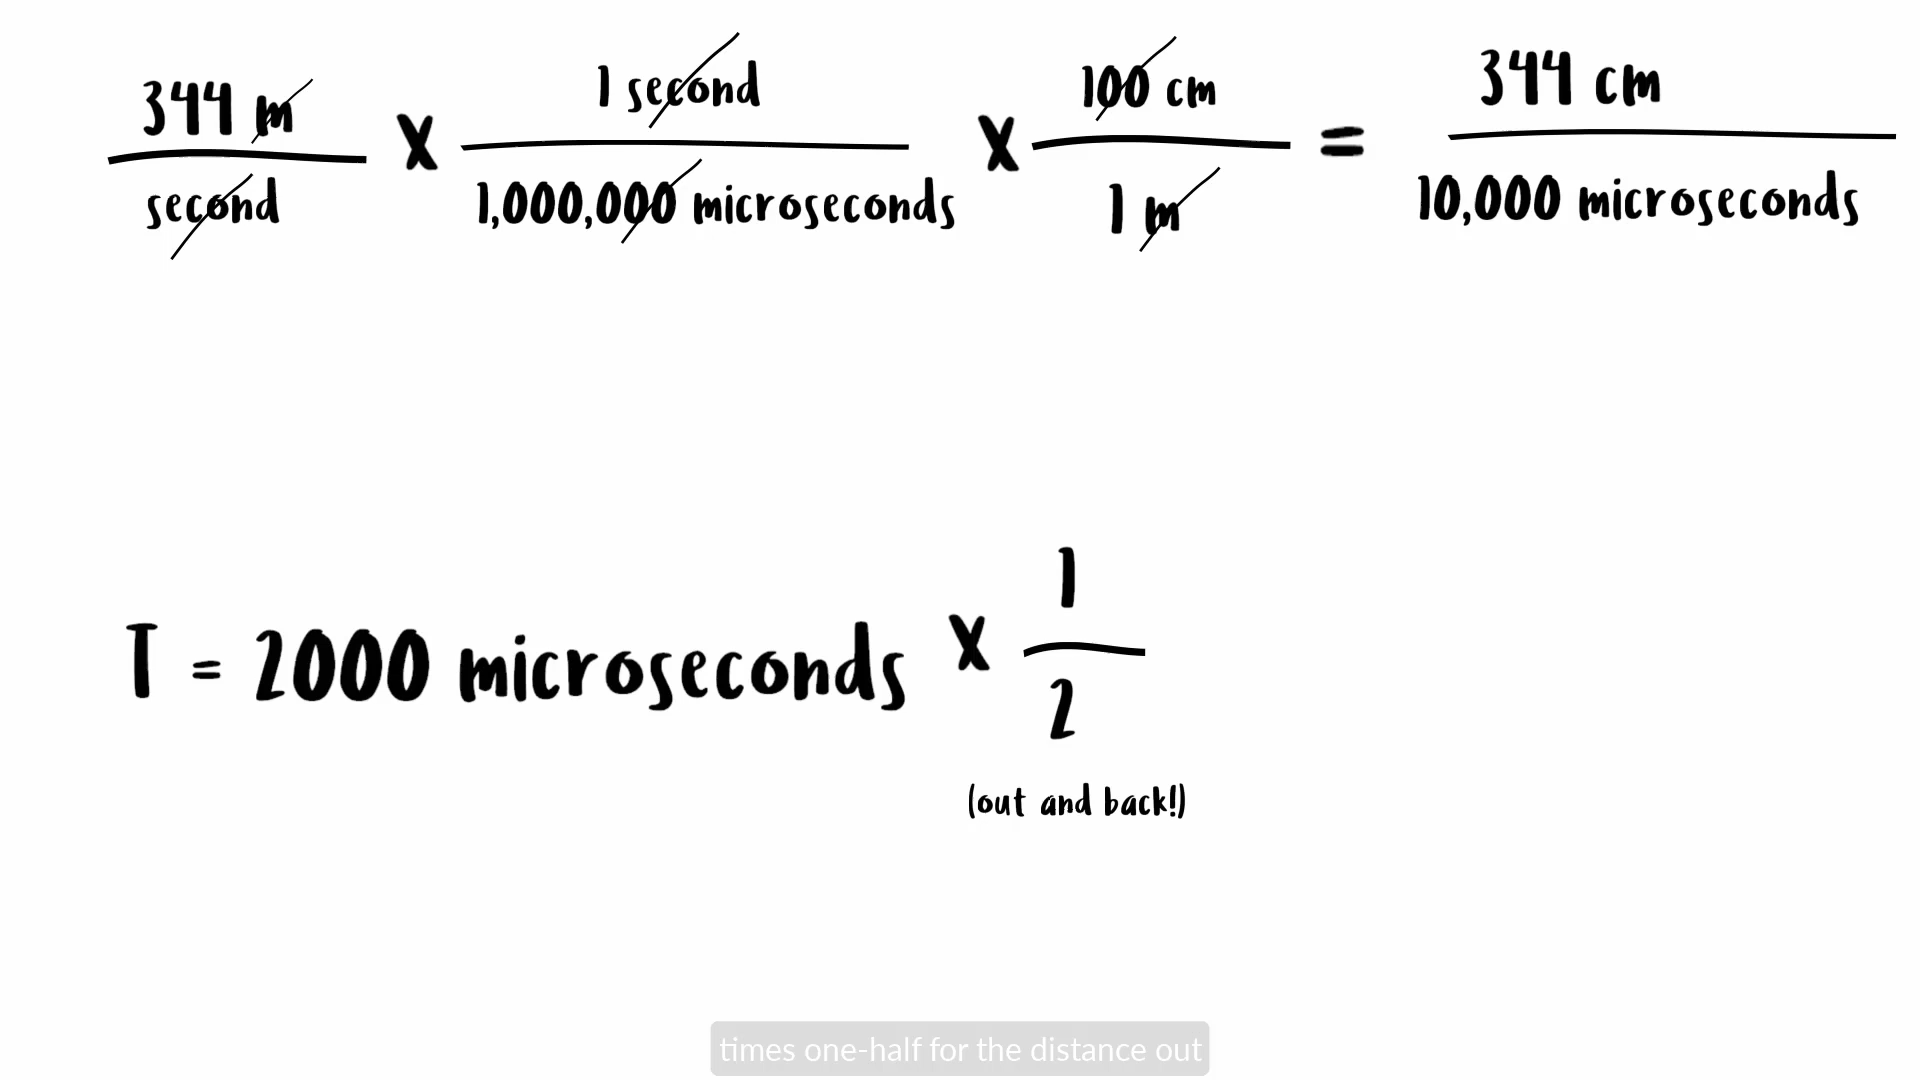 344 m / second X 1 second / 1,000,000 microseconds X 100 cm / 1 m = 344 cm / 10,000 microseconds
T = 2000 microseconds X 1 / 2
(out and back!)
times one-half for the distance out